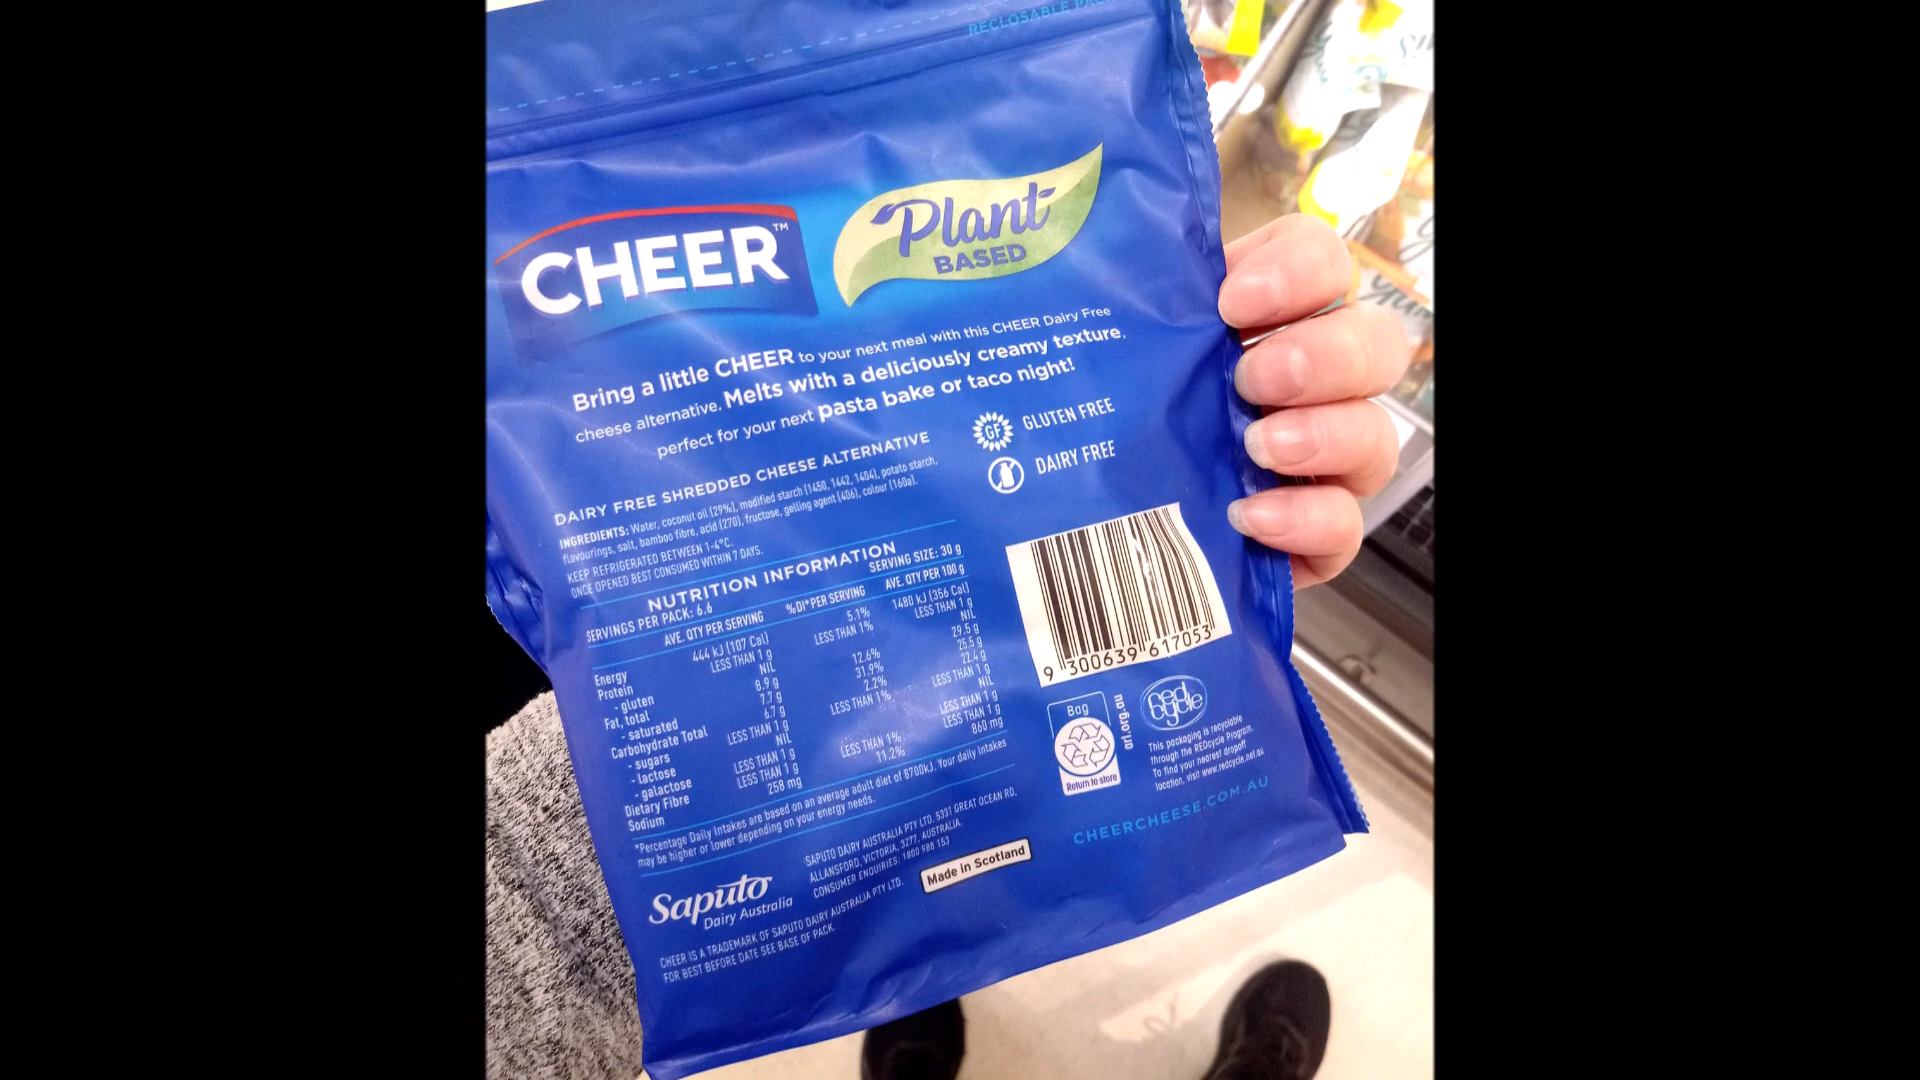 RECLOSABLE
CHEER™
Plant
BASED
Bring a little CHEER to your next meal with this CHEER Dairy Free
cheese alternative. Melts with a deliciously creamy texture,
perfect for your next pasta bake or taco night!
GF GLUTEN FREE
DAIRY FREE
DAIRY FREE SHREDDED CHEESE ALTERNATIVE
INGREDIENTS: Water, coconut oil (29%), modified starch (1450, 1442, 1404), potato starch,
flavourings, salt, bamboo fibre, acid (270), fructose, gelling agent (406), colour (160a).
KEEP REFRIGERATED BETWEEN 1-4°C.
ONCE OPENED BEST CONSUMED WITHIN 7 DAYS.
NUTRITION INFORMATION
SERVINGS PER PACK: 6.6 SERVING SIZE: 30 g
AVE. QTY PER SERVING %DI* PER SERVING AVE. QTY PER 100 g
Energy 444 kJ (107 Cal) 5.1% 1480 kJ (356 Cal)
Protein LESS THAN 1 g LESS THAN 1% LESS THAN 1 g
- gluten NIL NIL
Fat, total 8.9 g 12.6% 29.5 g
- saturated 7.7 g 31.9% 25.5 g
Carbohydrate Total 6.7 g 2.2% 22.4 g
- sugars LESS THAN 1 g LESS THAN 1% LESS THAN 1 g
- lactose NIL NIL
- galactose LESS THAN 1 g LESS THAN 1 g
Dietary Fibre LESS THAN 1 g LESS THAN 1% LESS THAN 1 g
Sodium 258 mg 11.2% 860 mg
*Percentage Daily Intakes are based on an average adult diet of 8700kJ. Your daily intakes
may be higher or lower depending on your energy needs.
9 300639 617053
Bag
Return to store
arl.org.au
red cycle
This packaging is recyclable
through the REDcycle Program.
To find your nearest dropoff
location, visit www.redcycle.net.au
CHEERCHEESE.COM.AU
Saputo
Dairy Australia
SAPUTO DAIRY AUSTRALIA PTY LTD. 5331 GREAT OCEAN RD,
ALLANSFORD, VICTORIA, 3277, AUSTRALIA.
CONSUMER ENQUIRIES: 1800 988 153
Made in Scotland
CHEER IS A TRADEMARK OF SAPUTO DAIRY AUSTRALIA PTY LTD.
FOR BEST BEFORE DATE SEE BASE OF PACK.